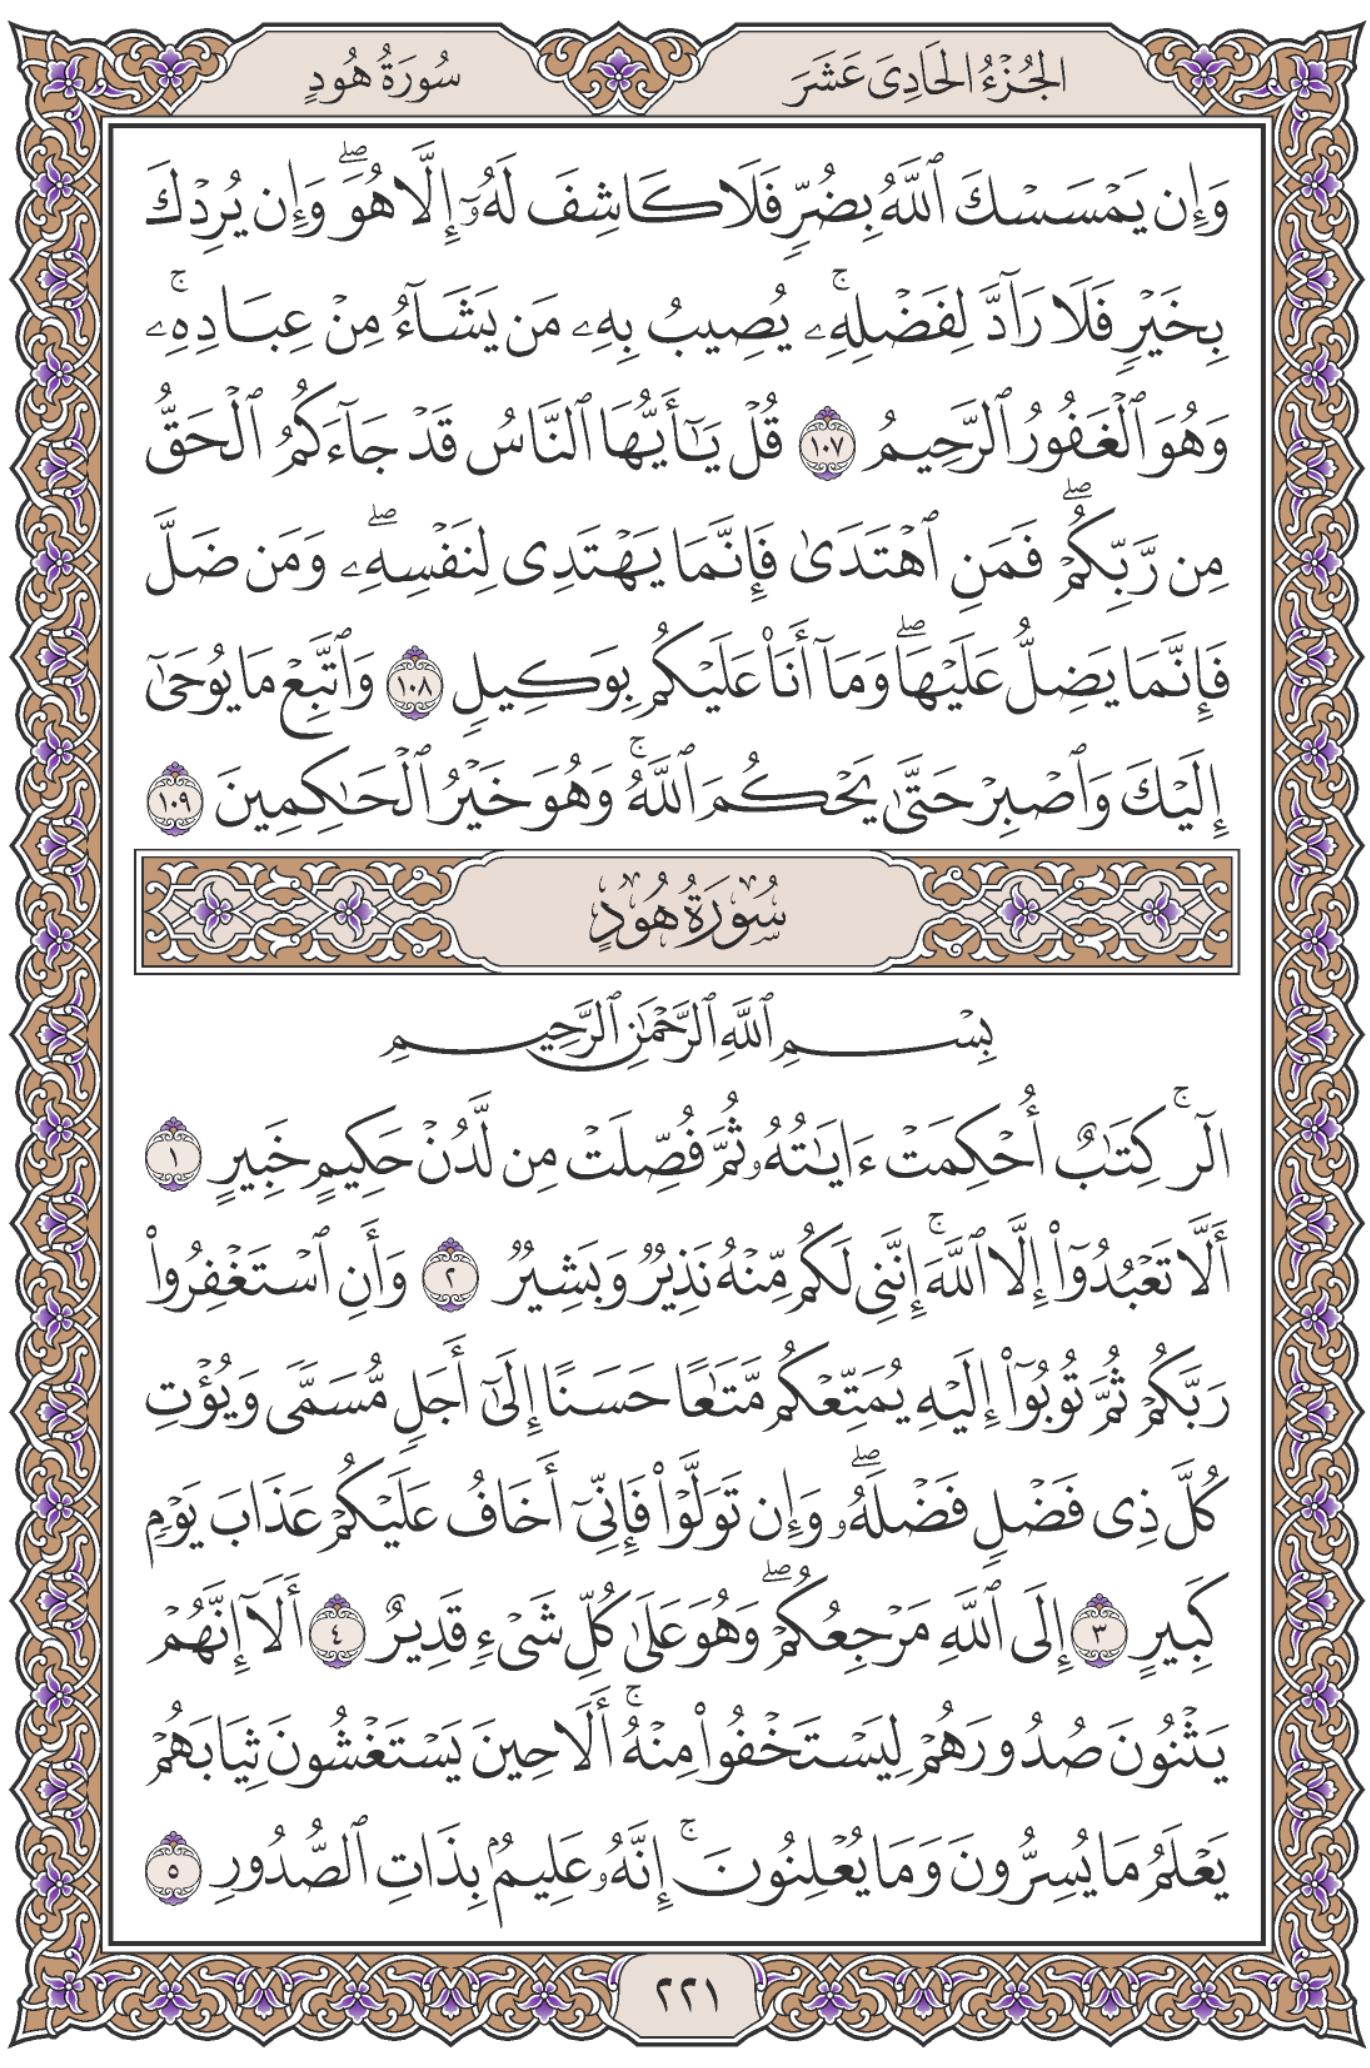 الجُزْءُ الحَادِىَ عَشَرَ
سُورَةُ هُودٍ
وَإِن يَمْسَسْكَ ٱللَّهُ بِضُرٍّ فَلَا كَاشِفَ لَهُۥٓ إِلَّا هُوَۖ وَإِن يُرِدْكَ
بِخَيْرٍ فَلَا رَآدَّ لِفَضْلِهِۦۚ يُصِيبُ بِهِۦ مَن يَشَآءُ مِنْ عِبَادِهِۦۚ
وَهُوَ ٱلْغَفُورُ ٱلرَّحِيمُ ١٠٧ قُلْ يَـٰٓأَيُّهَا ٱلنَّاسُ قَدْ جَآءَكُمُ ٱلْحَقُّ
مِن رَّبِّكُمْۖ فَمَنِ ٱهْتَدَىٰ فَإِنَّمَا يَهْتَدِى لِنَفْسِهِۦۖ وَمَن ضَلَّ
فَإِنَّمَا يَضِلُّ عَلَيْهَاۖ وَمَآ أَنَا۠ عَلَيْكُم بِوَكِيلٍ ١٠٨ وَٱتَّبِعْ مَا يُوحَىٰٓ
إِلَيْكَ وَٱصْبِرْ حَتَّىٰ يَحْكُمَ ٱللَّهُۚ وَهُوَ خَيْرُ ٱلْحَـٰكِمِينَ ١٠٩
سُورَةُ هُودٍ
بِسْمِ ٱللَّهِ ٱلرَّحْمَـٰنِ ٱلرَّحِيمِ
الٓرۚ كِتَـٰبٌ أُحْكِمَتْ ءَايَـٰتُهُۥ ثُمَّ فُصِّلَتْ مِن لَّدُنْ حَكِيمٍ خَبِيرٍ ١
أَلَّا تَعْبُدُوٓا۟ إِلَّا ٱللَّهَۚ إِنَّنِى لَكُم مِّنْهُ نَذِيرٌ وَبَشِيرٌ ٢ وَأَنِ ٱسْتَغْفِرُوا۟
رَبَّكُمْ ثُمَّ تُوبُوٓا۟ إِلَيْهِ يُمَتِّعْكُم مَّتَـٰعًا حَسَنًا إِلَىٰٓ أَجَلٍ مُّسَمًّى وَيُؤْتِ
كُلَّ ذِى فَضْلٍ فَضْلَهُۥۖ وَإِن تَوَلَّوْا۟ فَإِنِّىٓ أَخَافُ عَلَيْكُمْ عَذَابَ يَوْمٍ
كَبِيرٍ ٣ إِلَى ٱللَّهِ مَرْجِعُكُمْۖ وَهُوَ عَلَىٰ كُلِّ شَىْءٍ قَدِيرٌ ٤ أَلَآ إِنَّهُمْ
يَثْنُونَ صُدُورَهُمْ لِيَسْتَخْفُوا۟ مِنْهُۚ أَلَا حِينَ يَسْتَغْشُونَ ثِيَابَهُمْ
يَعْلَمُ مَا يُسِرُّونَ وَمَا يُعْلِنُونَۚ إِنَّهُۥ عَلِيمٌۢ بِذَاتِ ٱلصُّدُورِ ٥
٢٢١